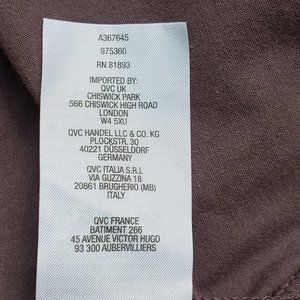 A367645
975360
RN 81893
IMPORTED BY:
QVC UK
CHISWICK PARK
566 CHISWICK HIGH ROAD
LONDON
W4 5XU
QVC HANDEL LLC & CO. KG
PLOCKSTR. 30
40221 DÜSSELDORF
GERMANY
QVC ITALIA S.R.L
VIA GUZZINA 18
20861 BRUGHERIO (MB)
ITALY
QVC FRANCE
BATIMENT 266
45 AVENUE VICTOR HUGO
93 300 AUBERVILLIERS